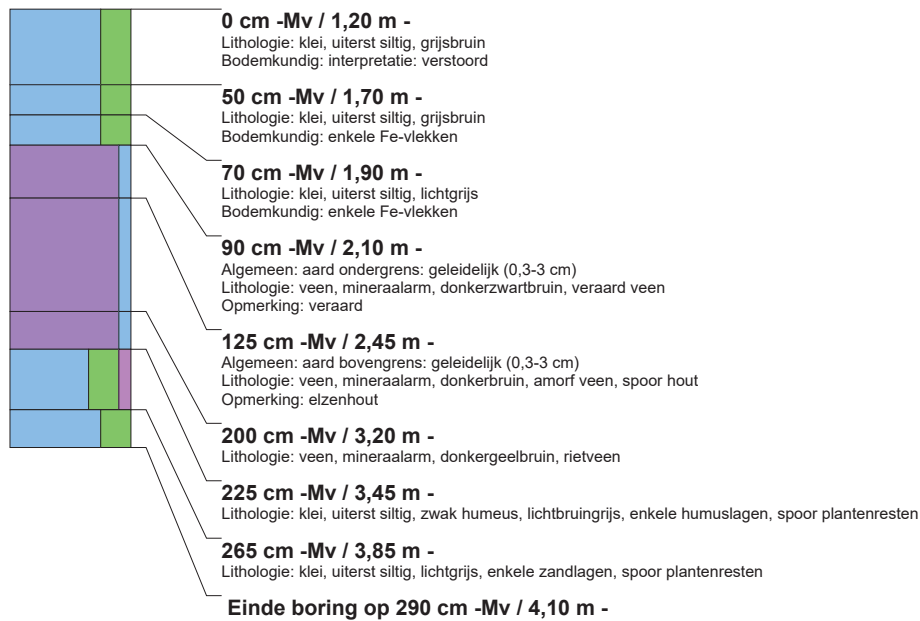 0 cm -Mv / 1,20 m -
Lithologie: klei, uiterst siltig, grijsbruin
Bodemkundig: interpretatie: verstoord
50 cm -Mv / 1,70 m -
Lithologie: klei, uiterst siltig, grijsbruin
Bodemkundig: enkele Fe-vlekken
70 cm -Mv / 1,90 m -
Lithologie: klei, uiterst siltig, lichtgrijs
Bodemkundig: enkele Fe-vlekken
90 cm -Mv / 2,10 m -
Algemeen: aard ondergrens: geleidelijk (0,3-3 cm)
Lithologie: veen, mineraalarm, donkerzwartbruin, veraard veen
Opmerking: veraard
125 cm -Mv / 2,45 m -
Algemeen: aard bovengrens: geleidelijk (0,3-3 cm)
Lithologie: veen, mineraalarm, donkerbruin, amorf veen, spoor hout
Opmerking: elzenhout
200 cm -Mv / 3,20 m -
Lithologie: veen, mineraalarm, donkergeelbruin, rietveen
225 cm -Mv / 3,45 m -
Lithologie: klei, uiterst siltig, zwak humeus, lichtbruingrijs, enkele humuslagen, spoor plantenresten
265 cm -Mv / 3,85 m -
Lithologie: klei, uiterst siltig, lichtgrijs, enkele zandlagen, spoor plantenresten
Einde boring op 290 cm -Mv / 4,10 m -